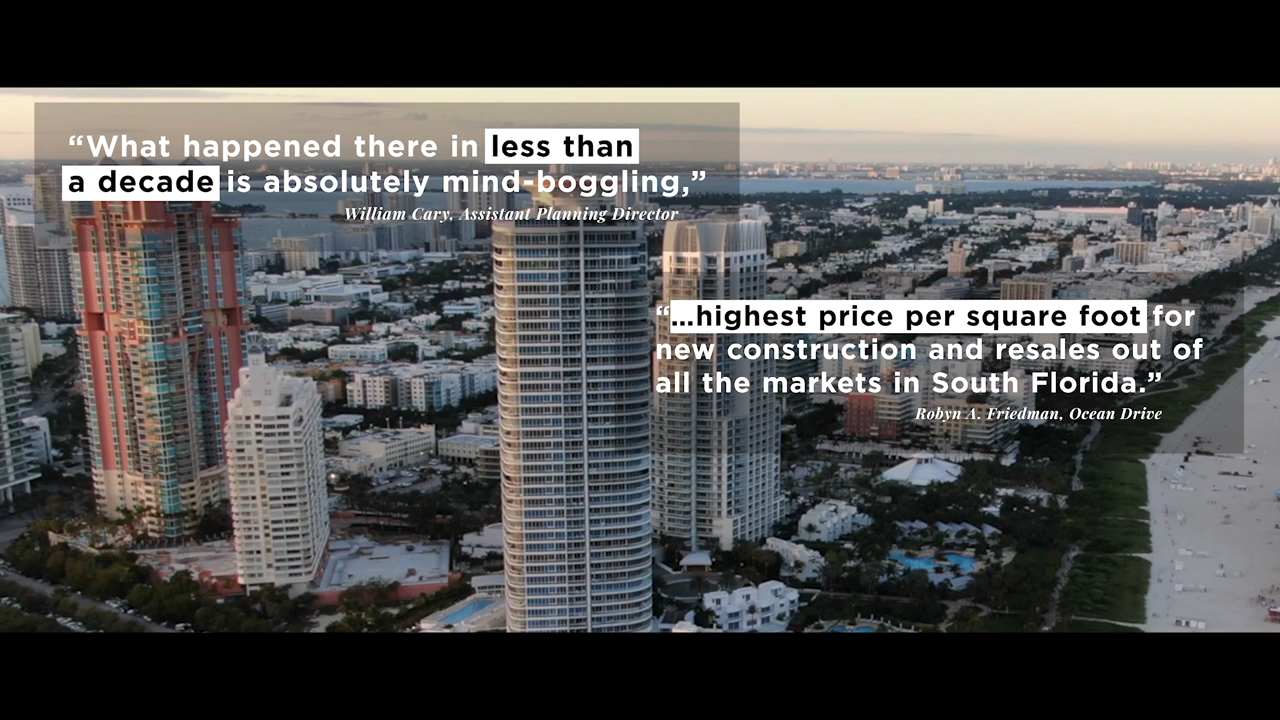 “What happened there in less than
a decade is absolutely mind-boggling,”
William Cary, Assistant Planning Director
“...highest price per square foot for
new construction and resales out of
all the markets in South Florida.”
Robyn A. Friedman, Ocean Drive